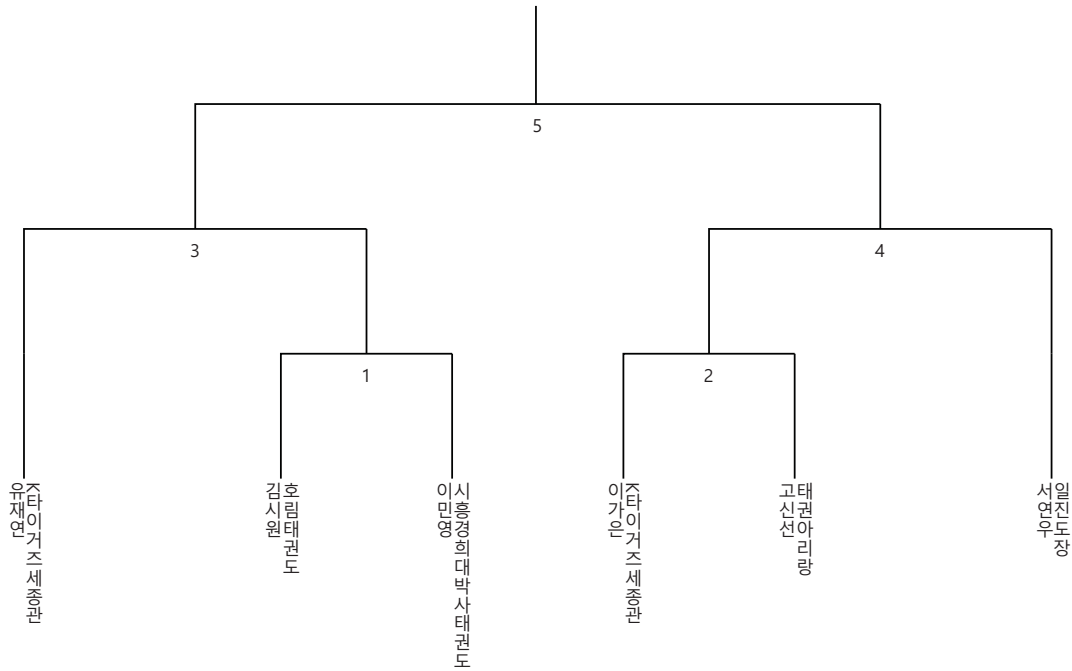 5
3
4
1
2
유재연
K타이거즈세종관
김시원
호림태권도
이민영
시흥경희대박사태권도
이가은
K타이거즈세종관
고신선
태권아리랑
서연우
일진도장